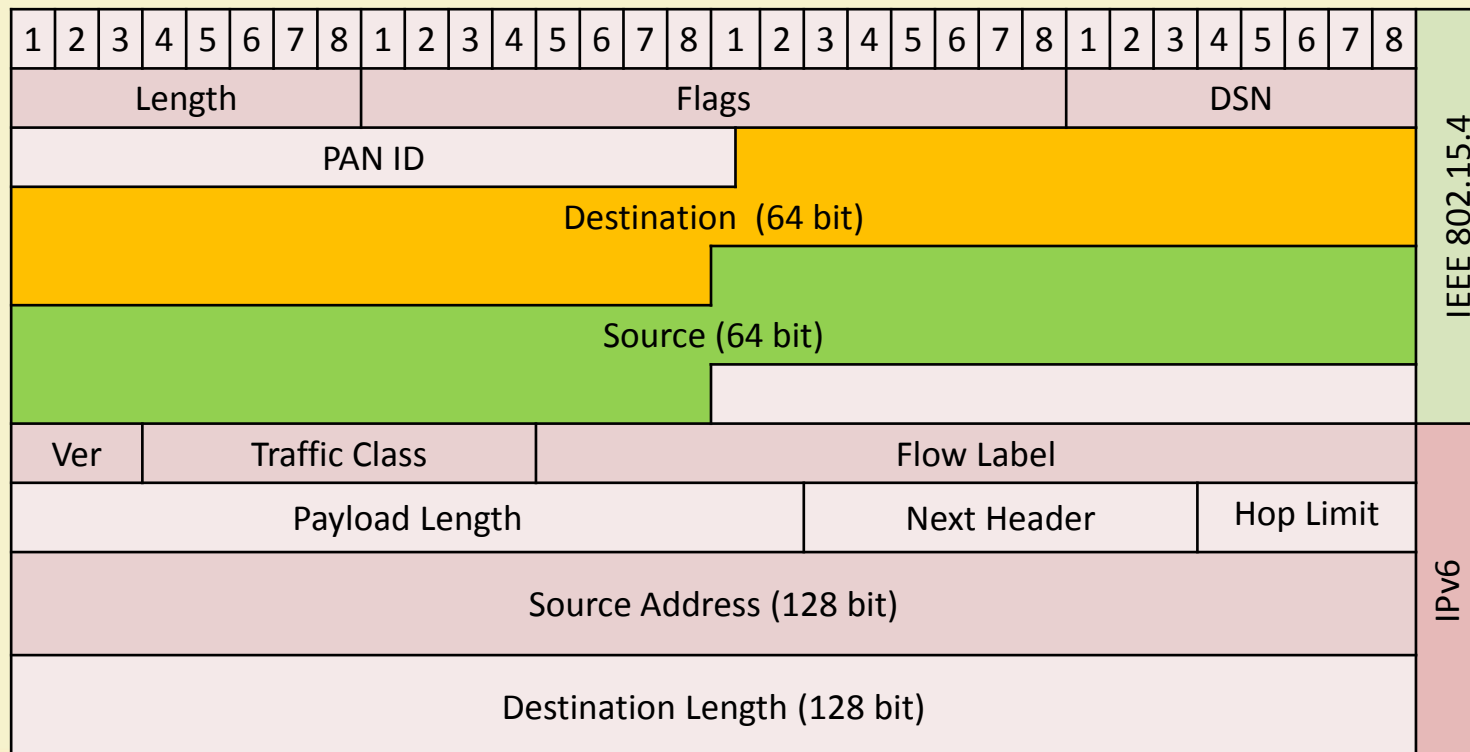 1 2 3 4 5 6 7 8 1 2 3 4 5 6 7 8 1 2 3 4 5 6 7 8 1 2 3 4 5 6 7 8
Length Flags DSN
PAN ID
Destination (64 bit)
Source (64 bit)
IEEE 802.15.4
Ver Traffic Class Flow Label
Payload Length Next Header Hop Limit
Source Address (128 bit)
Destination Length (128 bit)
IPv6